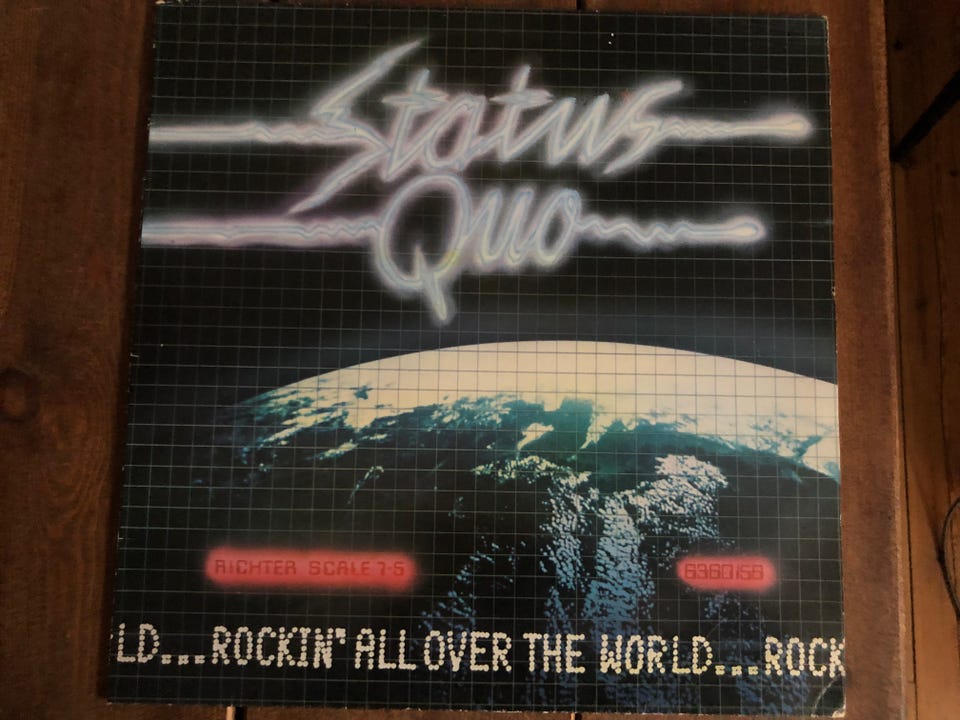 Status
Quo
RICHTER SCALE 7·5
6360156
LD...ROCKIN' ALL OVER THE WORLD...ROCK